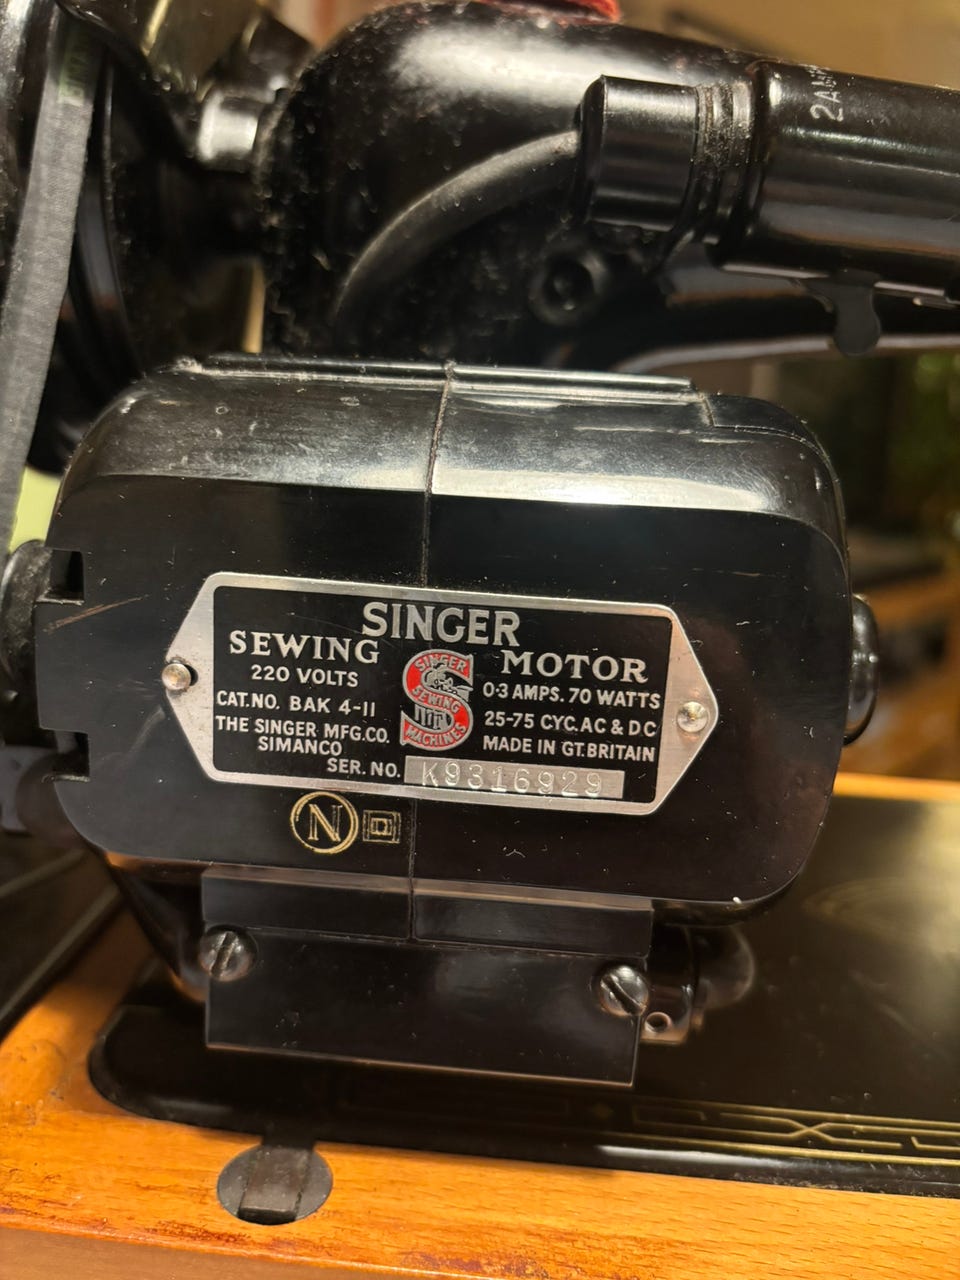 SINGER
SEWING MOTOR
220 VOLTS
0·3 AMPS. 70 WATTS
CAT. NO. BAK 4-11
25-75 CYC. AC & DC
THE SINGER MFG. CO.
SIMANCO
MADE IN GT. BRITAIN
SER. NO. K9316929
SINGER
SEWING
MACHINES
N